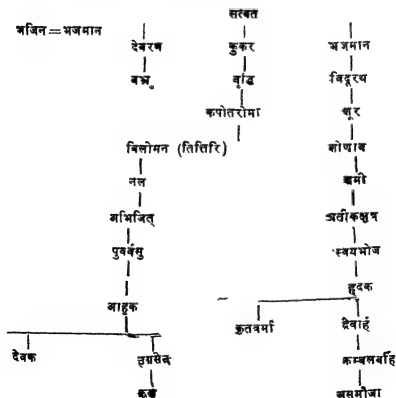 सत्वत
भजिन=भजमान देवरथ कुकर भजमान
बभ्रु वृद्धि विदूरथ
कपोतरोमा शूर
विलोमन (तित्तिरि) शोणाव
नल शमी
अभिजित् प्रतीक्षत्र
पुनर्वसु स्वयभोज
हृदक
आहुक कृतवर्मा देवार्ह
देवक उग्रसेन कम्बलबर्हि
असमौजा